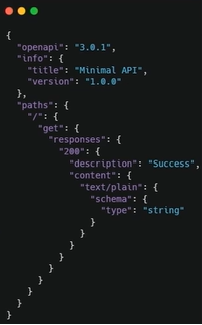 {
  "openapi": "3.0.1",
  "info": {
    "title": "Minimal API",
    "version": "1.0.0"
  },
  "paths": {
    "/": {
      "get": {
        "responses": {
          "200": {
            "description": "Success",
            "content": {
              "text/plain": {
                "schema": {
                  "type": "string"
                }
              }
            }
          }
        }
      }
    }
  }
}